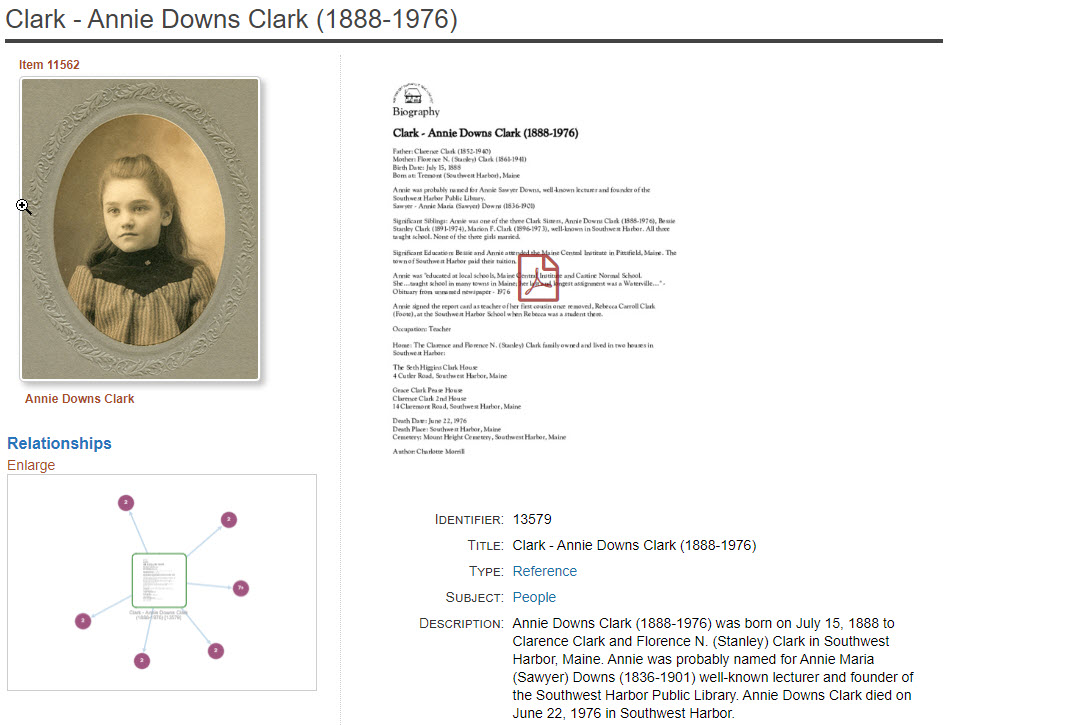 Clark - Annie Downs Clark (1888-1976)
Item 11562
Annie Downs Clark
Relationships
Enlarge
Biography
Clark - Annie Downs Clark (1888-1976)
Father: Clarence Clark (1852-1940)
Mother: Florence N. (Stanley) Clark (1861-1941)
Birth Date: July 15, 1888
Born at: Tremont (Southwest Harbor), Maine
Annie was probably named for Annie Sawyer Downs, well-known lecturer and founder of the
Southwest Harbor Public Library.
Sawyer - Annie Maria (Sawyer) Downs (1836-1901)
Significant Siblings: Annie was one of the three Clark Sisters, Annie Downs Clark (1888-1976), Bessie
Stanley Clark (1891-1974), Marion F. Clark (1896-1973), well-known in Southwest Harbor. All three
taught school. None of the three girls married.
Significant Education: Bessie and Annie attended the Maine Central Institute in Pittsfield, Maine. The
town of Southwest Harbor paid their tuition.
Annie was "educated at local schools, Maine Central Institute and Castine Normal School.
She…taught school in many towns in Maine; her last and longest assignment was a Waterville…" -
Obituary from unnamed newspaper - 1976
Annie signed the report card as teacher of her first cousin once removed, Rebecca Carroll Clark
(Foote), at the Southwest Harbor School when Rebecca was a student there.
Occupation: Teacher
Home: The Clarence and Florence N. (Stanley) Clark family owned and lived in two houses in
Southwest Harbor:
The Seth Higgins Clark House
4 Cutler Road, Southwest Harbor, Maine
Grace Clark Pease House
Clarence Clark 2nd House
14 Claremont Road, Southwest Harbor, Maine
Death Date: June 22, 1976
Death Place: Southwest Harbor, Maine
Cemetery: Mount Height Cemetery, Southwest Harbor, Maine
Author: Charlotte Morrill
IDENTIFIER: 13579
TITLE: Clark - Annie Downs Clark (1888-1976)
TYPE: Reference
SUBJECT: People
DESCRIPTION: Annie Downs Clark (1888-1976) was born on July 15, 1888 to
Clarence Clark and Florence N. (Stanley) Clark in Southwest
Harbor, Maine. Annie was probably named for Annie Maria
(Sawyer) Downs (1836-1901) well-known lecturer and founder of
the Southwest Harbor Public Library. Annie Downs Clark died on
June 22, 1976 in Southwest Harbor.